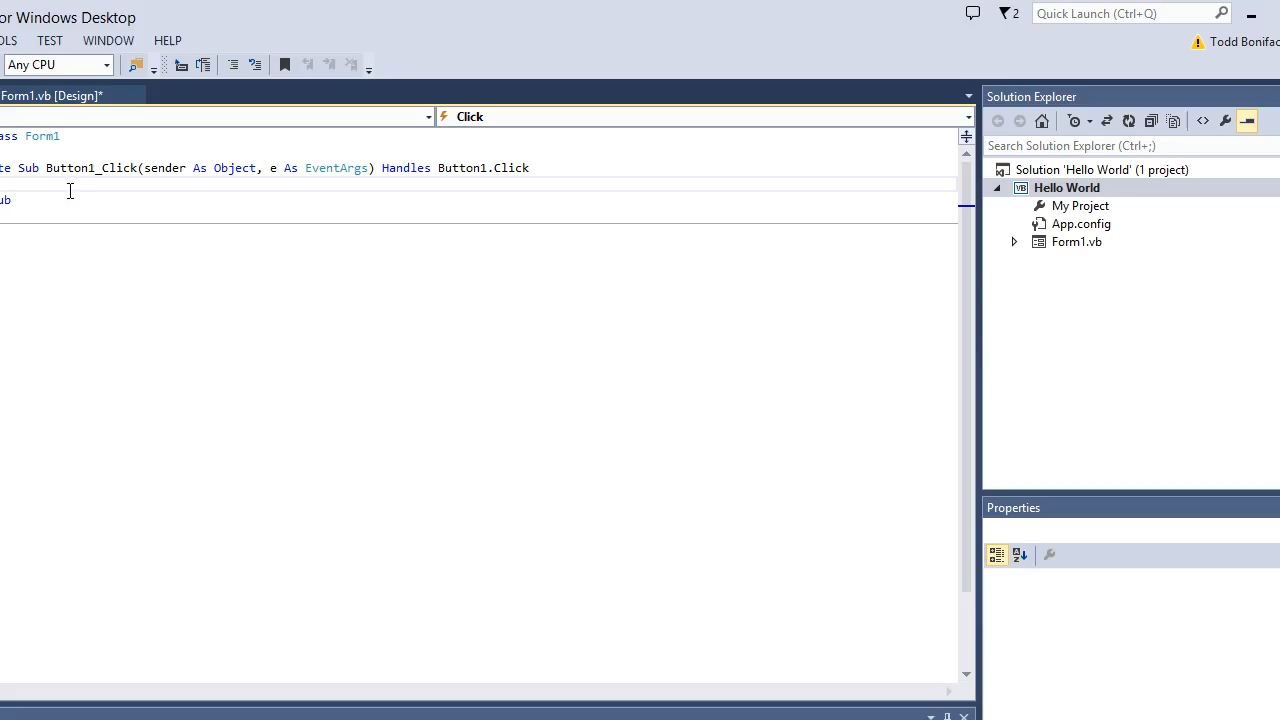 or Windows Desktop
2
Quick Launch (Ctrl+Q)
OLS TEST WINDOW HELP
Todd Bonifac
Any CPU
Form1.vb [Design]*
Solution Explorer
Click
ass Form1
Search Solution Explorer (Ctrl+;)
te Sub Button1_Click(sender As Object, As EventArgs) Handles Button1.Click
Solution 'Hello World' (1 project)
VB Hello World
ub
My Project
App.config
Form1.vb
Properties